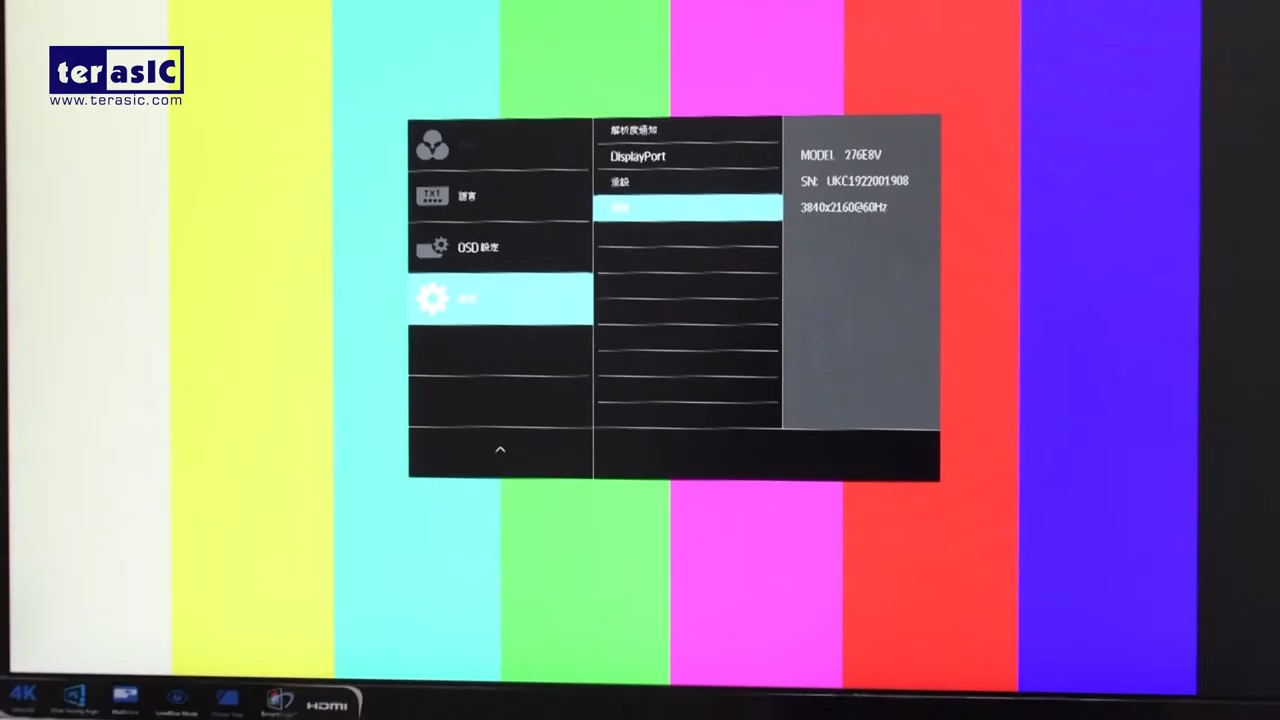 terasIC
www.terasic.com
語言
OSD 設定
解析度通知
DisplayPort
重設
MODEL 276E8V
SN: UKC1922001908
3840x2160@60Hz
TXT
4K
HDMI